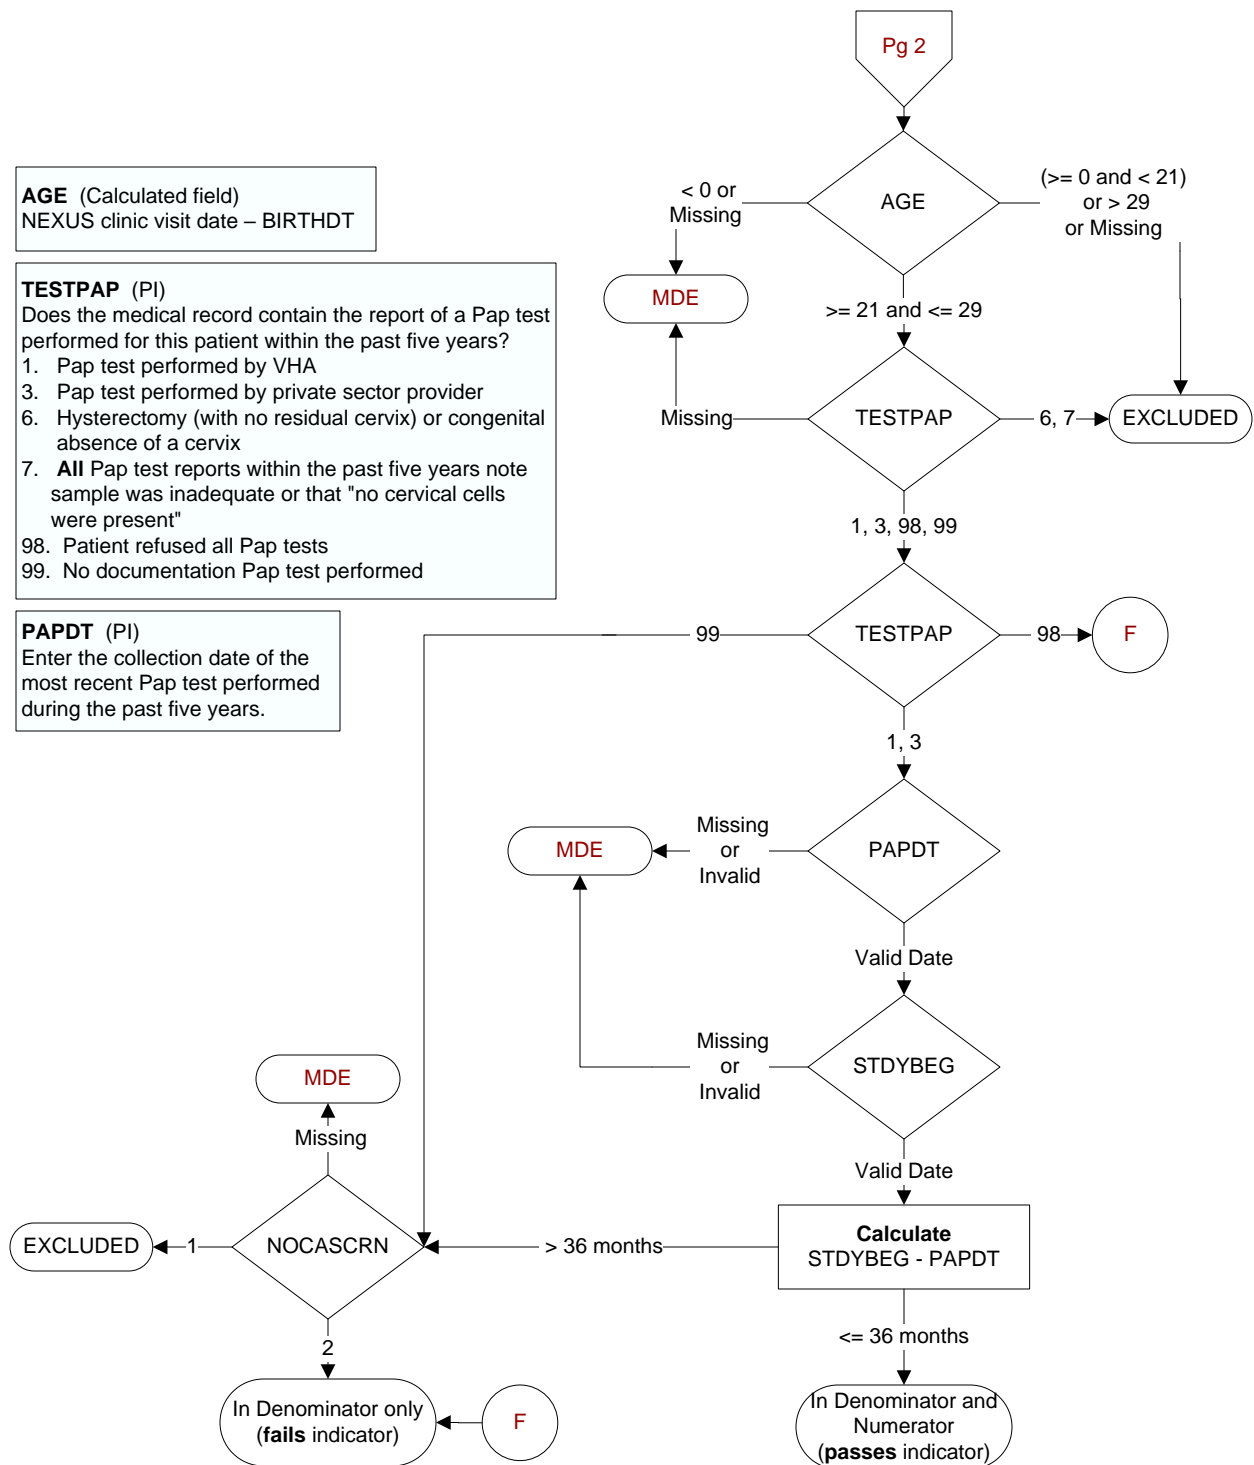 Pg 2
AGE (Calculated field)
NEXUS clinic visit date – BIRTHDT
TESTPAP (PI)
Does the medical record contain the report of a Pap test
performed for this patient within the past five years?
1. Pap test performed by VHA
3. Pap test performed by private sector provider
6. Hysterectomy (with no residual cervix) or congenital
absence of a cervix
7. All Pap test reports within the past five years note
sample was inadequate or that "no cervical cells
were present"
98. Patient refused all Pap tests
99. No documentation Pap test performed
PAPDT (PI)
Enter the collection date of the
most recent Pap test performed
during the past five years.
< 0 or
Missing
AGE
(>= 0 and < 21)
or > 29
or Missing
MDE
>= 21 and <= 29
Missing
TESTPAP
6, 7
EXCLUDED
1, 3, 98, 99
99
TESTPAP
98
F
1, 3
MDE
Missing
or
Invalid
PAPDT
Valid Date
Missing
or
Invalid
STDYBEG
Valid Date
MDE
Missing
EXCLUDED
1
NOCASCRN
> 36 months
Calculate
STDYBEG - PAPDT
2
<= 36 months
In Denominator only
(fails indicator)
F
In Denominator and
Numerator
(passes indicator)